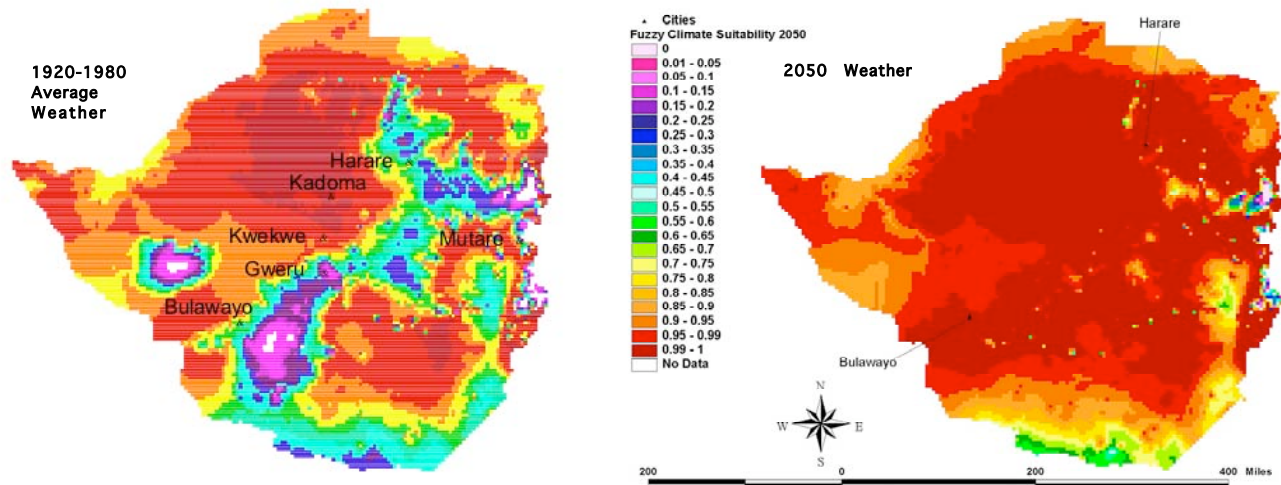 1920-1980
Average
Weather
Harare
Kadoma
Kwekwe
Mutare
Gweru
Bulawayo
Cities
Fuzzy Climate Suitability 2050
0
0.01 - 0.05
0.05 - 0.1
0.1 - 0.15
0.15 - 0.2
0.2 - 0.25
0.25 - 0.3
0.3 - 0.35
0.35 - 0.4
0.4 - 0.45
0.45 - 0.5
0.5 - 0.55
0.55 - 0.6
0.6 - 0.65
0.65 - 0.7
0.7 - 0.75
0.75 - 0.8
0.8 - 0.85
0.85 - 0.9
0.9 - 0.95
0.95 - 0.99
0.99 - 1
No Data
2050 Weather
Harare
Bulawayo
N
W E
S
200 0 200 400 Miles